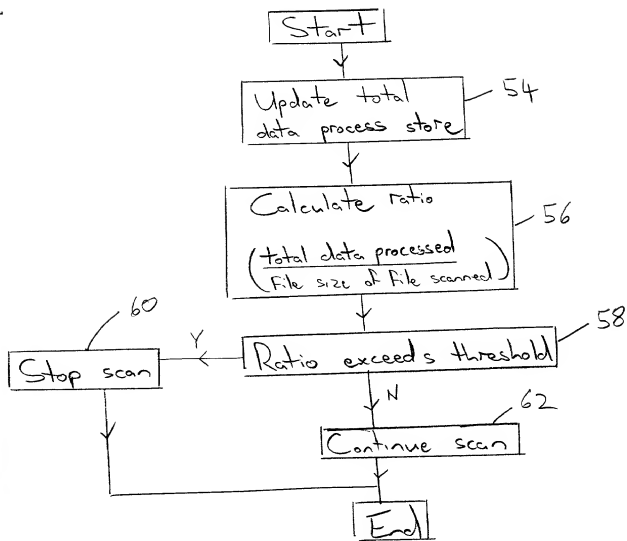 Start
Update total
data process store
54
Calculate ratio
(total data processed
File size of File scanned)
56
60
58
Y
Ratio exceeds threshold
Stop scan
N
62
Continue scan
End